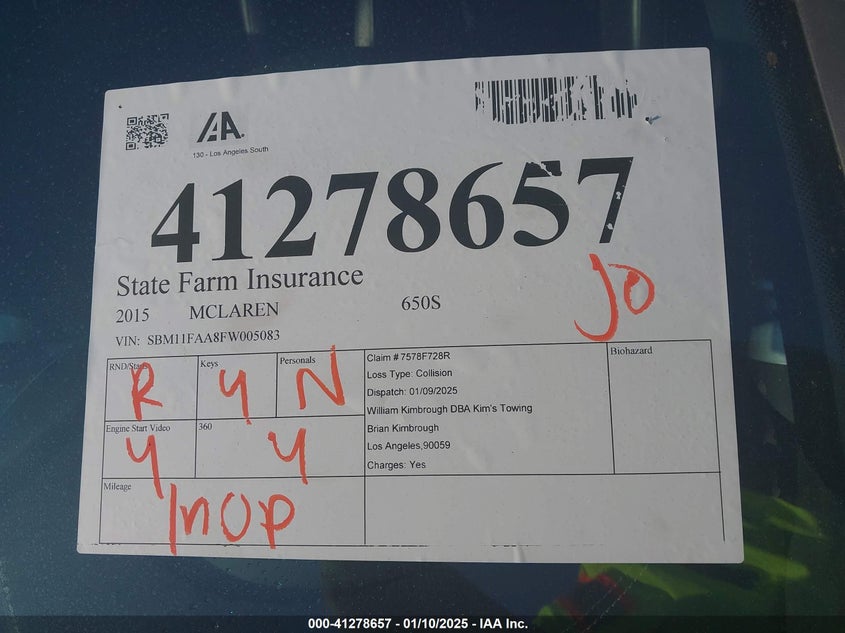 IAA.
130 - Los Angeles South
41278657
State Farm Insurance
2015 MCLAREN 650S
JO
VIN: SBM11FAA8FW005083
RND/Starts
R
Keys
Y
Personals
N
Claim # 7578F728R
Loss Type: Collision
Dispatch: 01/09/2025
William Kimbrough DBA Kim's Towing
Brian Kimbrough
Los Angeles,90059
Charges: Yes
Biohazard
Engine Start Video
Y
360
Y
Mileage
InOP
000-41278657 - 01/10/2025 - IAA Inc.